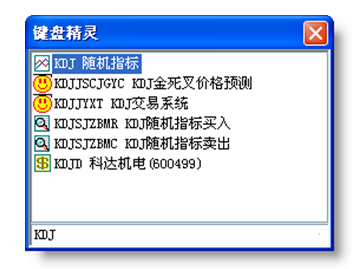 键盘精灵
KDJ 随机指标
KDJJSCJGYC KDJ金死叉价格预测
KDJJYXT KDJ交易系统
KDJSJZBMR KDJ随机指标买入
KDJSJZBMC KDJ随机指标卖出
KDJD 科达机电(600499)
KDJ